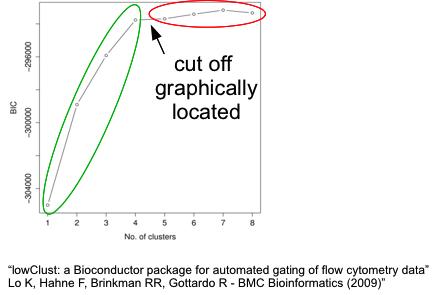 -296000
cut off
graphically
located
BIC
-300000
-304000
1 2 3 4 5 6 7 8
No. of clusters
“lowClust: a Bioconductor package for automated gating of flow cytometry data”
Lo K, Hahne F, Brinkman RR, Gottardo R - BMC Bioinformatics (2009)”